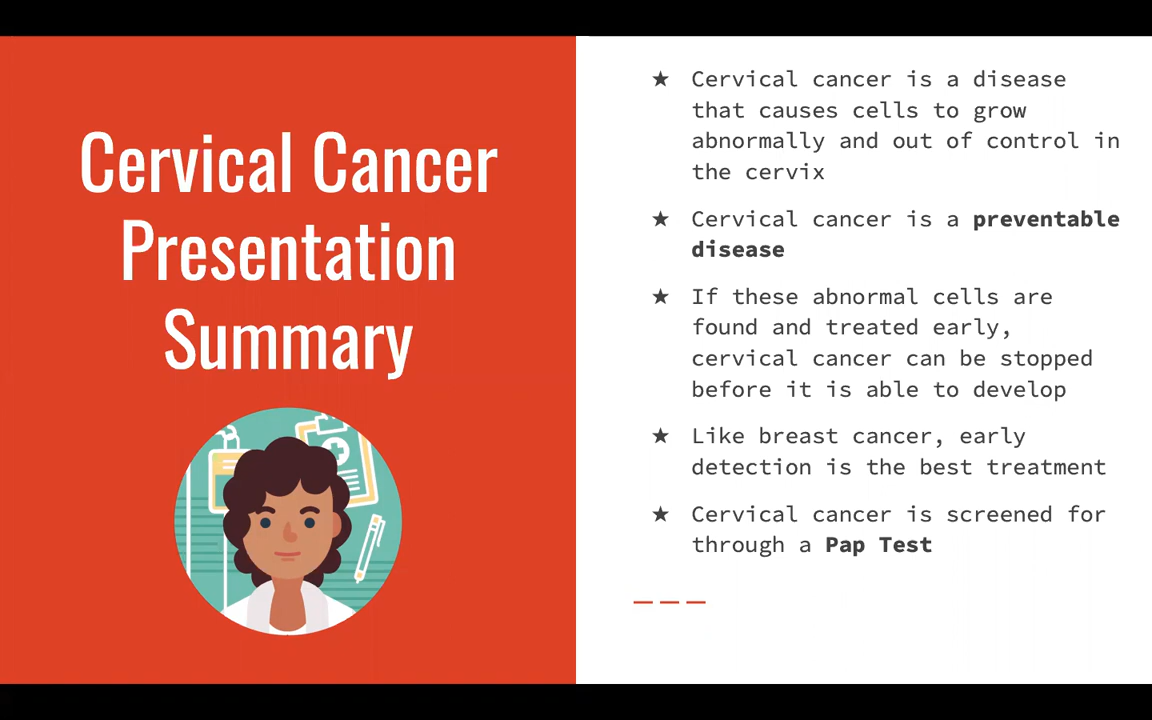 Cervical Cancer
Presentation
Summary
★ Cervical cancer is a disease
that causes cells to grow
abnormally and out of control in
the cervix
★ Cervical cancer is a preventable
disease
★ If these abnormal cells are
found and treated early,
cervical cancer can be stopped
before it is able to develop
★ Like breast cancer, early
detection is the best treatment
★ Cervical cancer is screened for
through a Pap Test